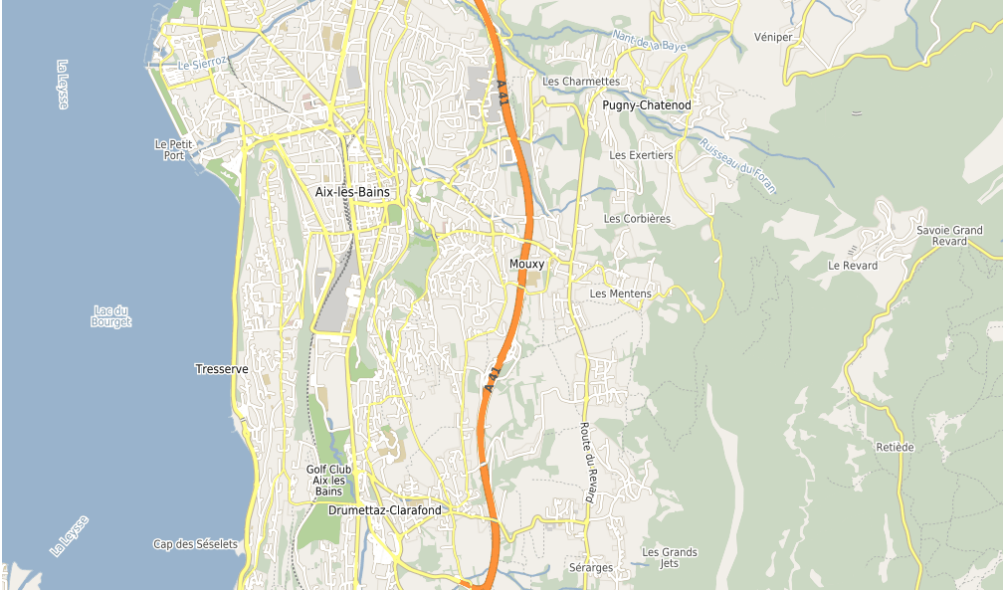 Véniper
Nant de la Baye
La Leysse
Le Sierroz
Les Charmettes
A 41
Pugny-Chatenod
Le Petit
Port
Les Exertiers
Ruisseau du Foran
Aix-les-Bains
Les Corbières
Savoie Grand
Revard
Mouxy
Le Revard
Les Mentens
Lac du
Bourget
Tresserve
A 41
Route du Revard
Retiède
Golf Club
Aix les
Bains
Drumettaz-Clarafond
La Leysse
Cap des Séselets
Les Grands
Jets
Sérarges